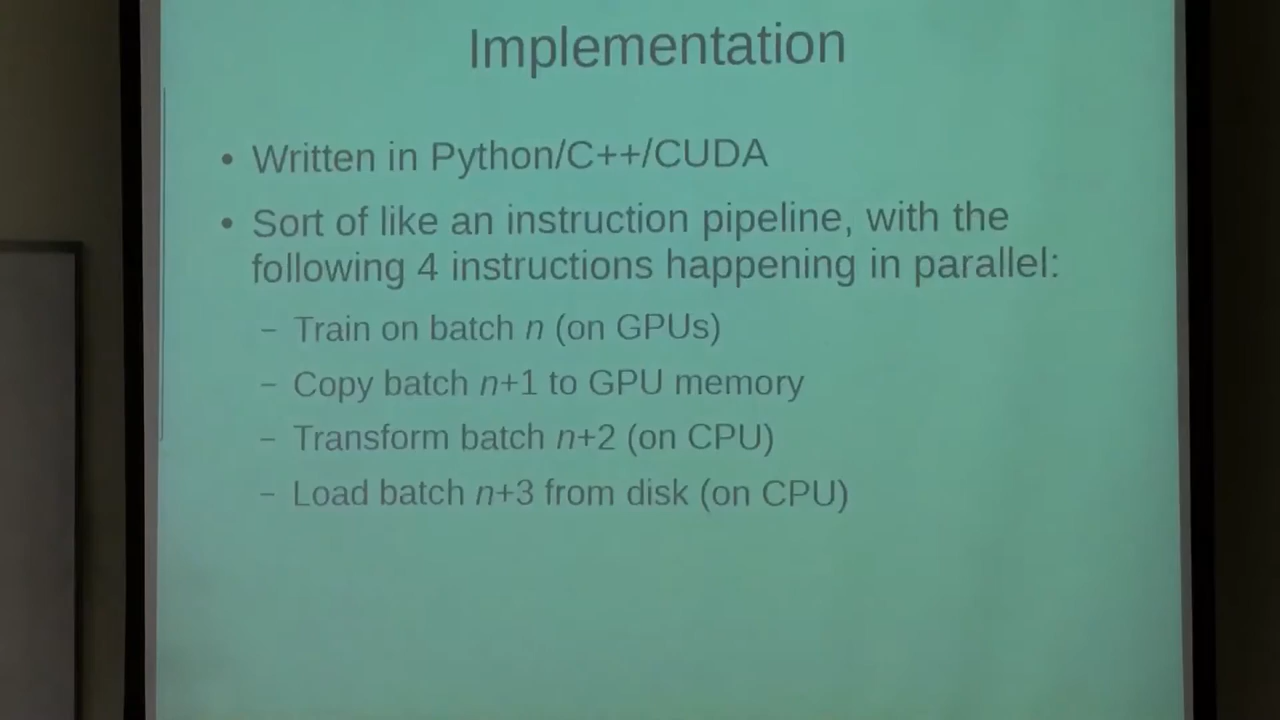 Implementation
• Written in Python/C++/CUDA
• Sort of like an instruction pipeline, with the
following 4 instructions happening in parallel:
– Train on batch n (on GPUs)
– Copy batch n+1 to GPU memory
– Transform batch n+2 (on CPU)
– Load batch n+3 from disk (on CPU)